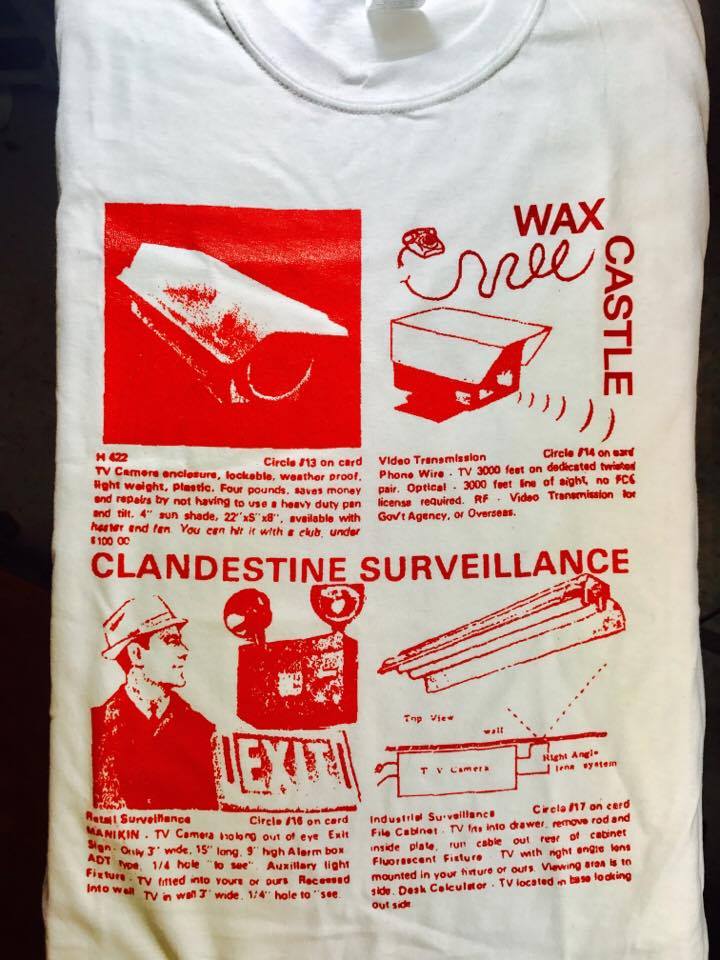 WAX
CASTLE
H 422 Circle #13 on card
TV Camera enclosure, lockable, weather proof,
light weight, plastic. Four pounds, saves money
and repairs by not having to use a heavy duty pan
and tilt. 4" sun shade, 22"x5"x8", available with
heater and fan. You can hit it with a club, under
$100 00
Video Transmission Circle #14 on card
Phone Wire - TV 3000 feet on dedicated twisted
pair. Optical - 3000 feet line of sight, no FCC
license required. RF - Video Transmission for
Gov't Agency, or Overseas.
CLANDESTINE SURVEILLANCE
EXIT
Top View
wall
T V Camera
Right Angle
lens system
Retail Surveillance Circle #16 on card
MANIKIN - TV Camera looking out of eye Exit
Sign - Only 3" wide, 15" long, 9" high Alarm box
ADT type, 1/4 hole "to see" Auxillary light
Fixture - TV fitted into yours or ours Recessed
Into wall TV in wall 3" wide, 1/4" hole to "see.
Industrial Surveillance Circle #17 on card
File Cabinet - TV fits into drawer, remove rod and
inside plate, run cable out rear of cabinet
Fluorescent Fixture - TV with right angle lens
mounted in your fixture or ours. Viewing area is to
side. Desk Calculator - TV located in base looking
out side